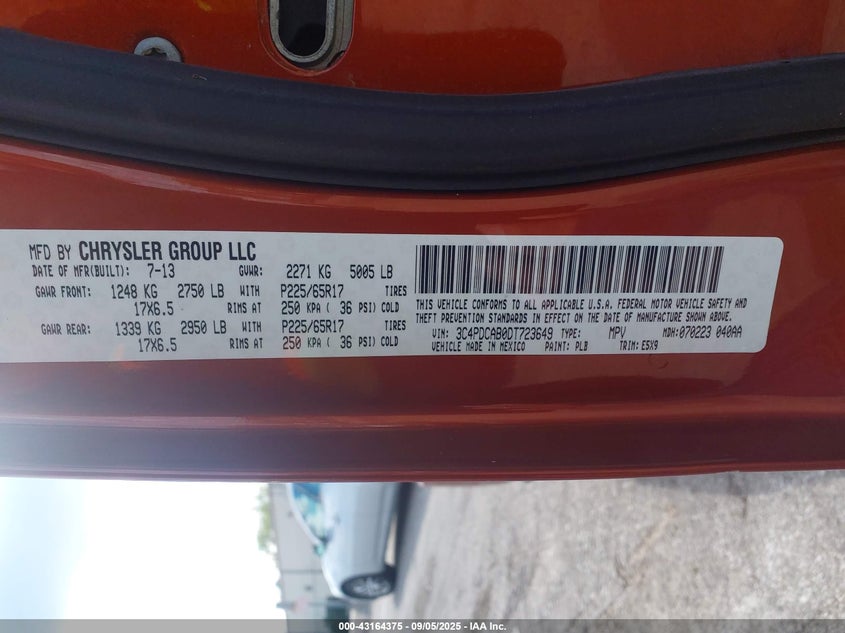 MFD BY CHRYSLER GROUP LLC
DATE OF MFR(BUILT): 7-13 GVWR: 2271 KG 5005 LB
GAWR FRONT: 1248 KG 2750 LB WITH P225/65R17 TIRES
17X6.5 RIMS AT 250 KPA ( 36 PSI) COLD
GAWR REAR: 1339 KG 2950 LB WITH P225/65R17 TIRES
17X6.5 RIMS AT 250 KPA ( 36 PSI) COLD
THIS VEHICLE CONFORMS TO ALL APPLICABLE U.S.A. FEDERAL MOTOR VEHICLE SAFETY AND
THEFT PREVENTION STANDARDS IN EFFECT ON THE DATE OF MANUFACTURE SHOWN ABOVE.
VIN: 3C4PDCAB0DT723649 TYPE: MPV MDH: 070223 040AA
VEHICLE MADE IN MEXICO PAINT: PLB TRIM: E5X9
000-43164375 - 09/05/2025 - IAA Inc.